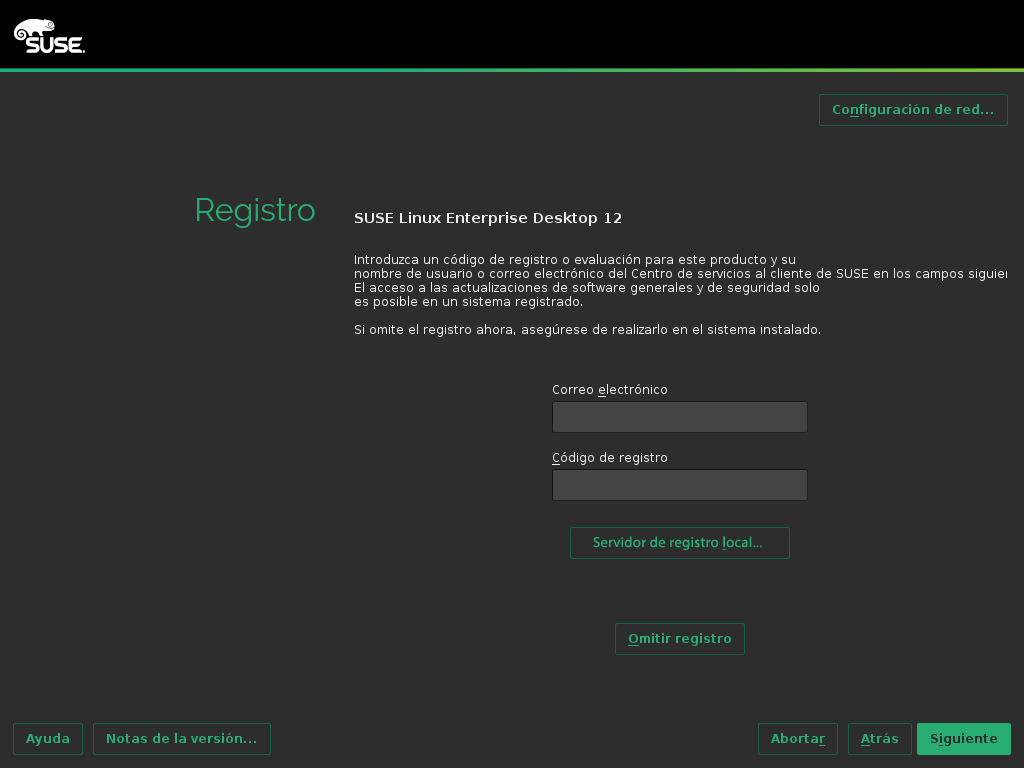 SUSE
Configuración de red...
Registro
SUSE Linux Enterprise Desktop 12
Introduzca un código de registro o evaluación para este producto y su
nombre de usuario o correo electrónico del Centro de servicios al cliente de SUSE en los campos
El acceso a las actualizaciones de software generales y de seguridad solo
es posible en un sistema registrado.
Si omite el registro ahora, asegúrese de realizarlo en el sistema instalado.
Correo electrónico
Código de registro
Servidor de registro local...
Omitir registro
Ayuda
Notas de la versión...
Abortar
Atrás
Siguiente